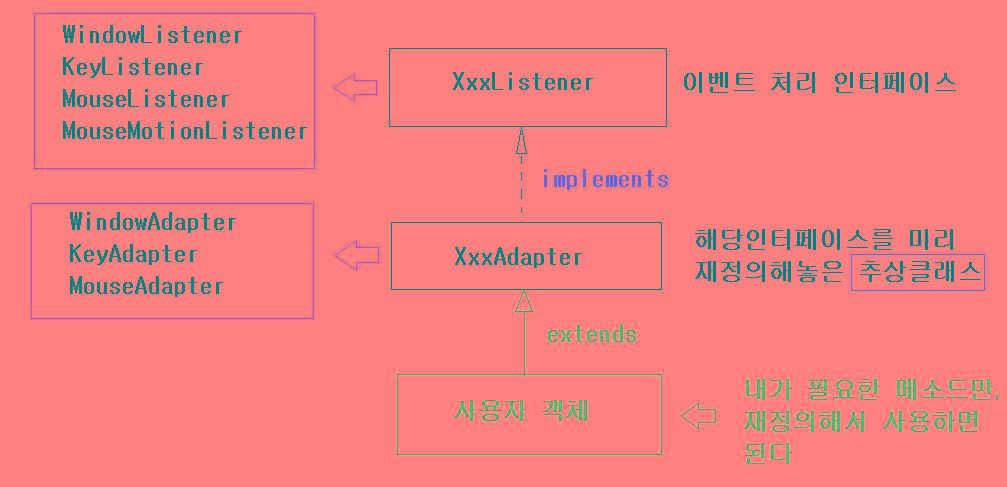 WindowListener
KeyListener
MouseListener
MouseMotionListener
XxxListener
이벤트 처리 인터페이스
implements
WindowAdapter
KeyAdapter
MouseAdapter
XxxAdapter
해당인터페이스를 미리
재정의해놓은 추상클래스
extends
사용자 객체
내가 필요한 메소드만,
재정의해서 사용하면
된다